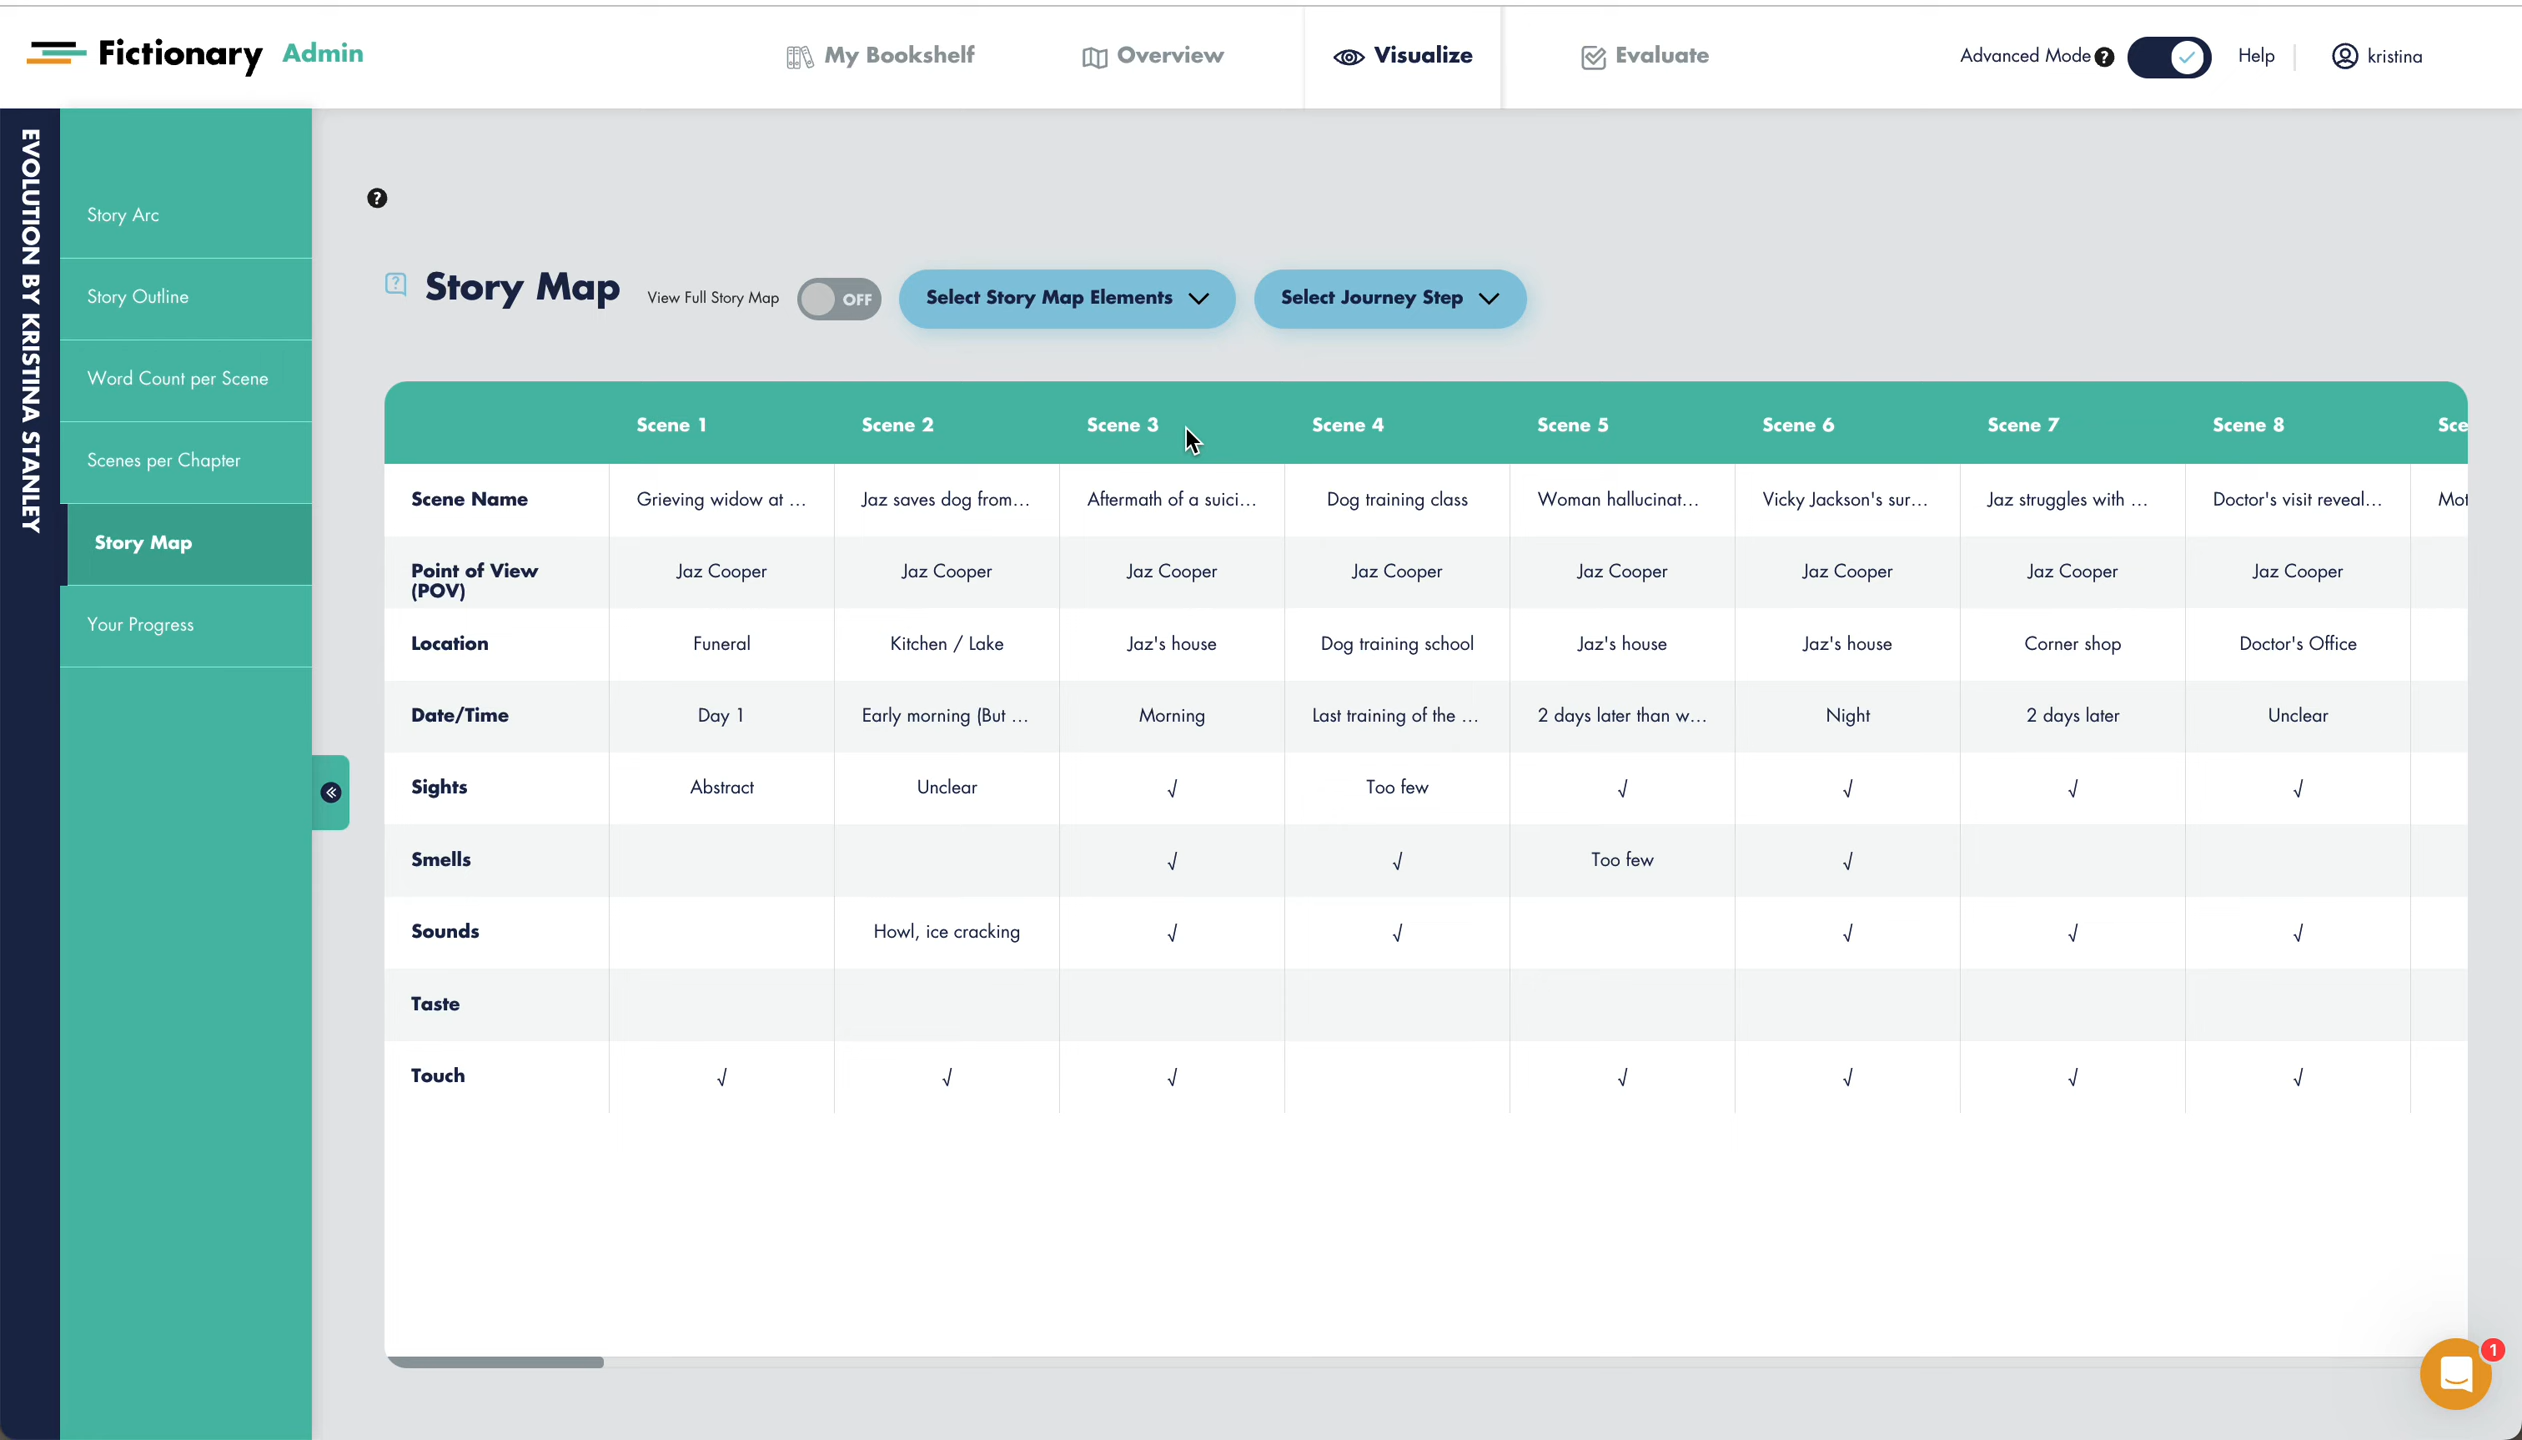 Fictionary Admin
My Bookshelf
Overview
Visualize
Evaluate
Advanced Mode ?
Help
kristina
EVOLUTION BY KRISTINA STANLEY
Story Arc
Story Outline
Word Count per Scene
Scenes per Chapter
Story Map
Your Progress
?
? Story Map View Full Story Map OFF Select Story Map Elements Select Journey Step
Scene 1 Scene 2 Scene 3 Scene 4 Scene 5 Scene 6 Scene 7 Scene 8 Sce
Scene Name Grieving widow at ... Jaz saves dog from... Aftermath of a suici... Dog training class Woman hallucinat... Vicky Jackson's sur... Jaz struggles with ... Doctor's visit reveal... Mot
Point of View Jaz Cooper Jaz Cooper Jaz Cooper Jaz Cooper Jaz Cooper Jaz Cooper Jaz Cooper Jaz Cooper
(POV)
Location Funeral Kitchen / Lake Jaz's house Dog training school Jaz's house Jaz's house Corner shop Doctor's Office
Date/Time Day 1 Early morning (But ... Morning Last training of the ... 2 days later than w... Night 2 days later Unclear
Sights Abstract Unclear √ Too few √ √ √ √
Smells √ √ Too few √
Sounds Howl, ice cracking √ √ √ √ √
Taste
Touch √ √ √ √ √ √ √
1